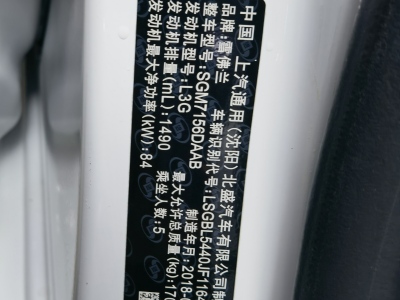 中国 上汽通用(沈阳)北盛汽车有限公司制
品牌:雪佛兰 车辆识别代号:LSGBL5440JF116
整车型号:SGM7156DAAB 制造年月:2018
发动机型号:L3G 最大允许总质量(kg):17
发动机排量(mL):1490 乘坐人数:5
发动机最大净功率(kW):84